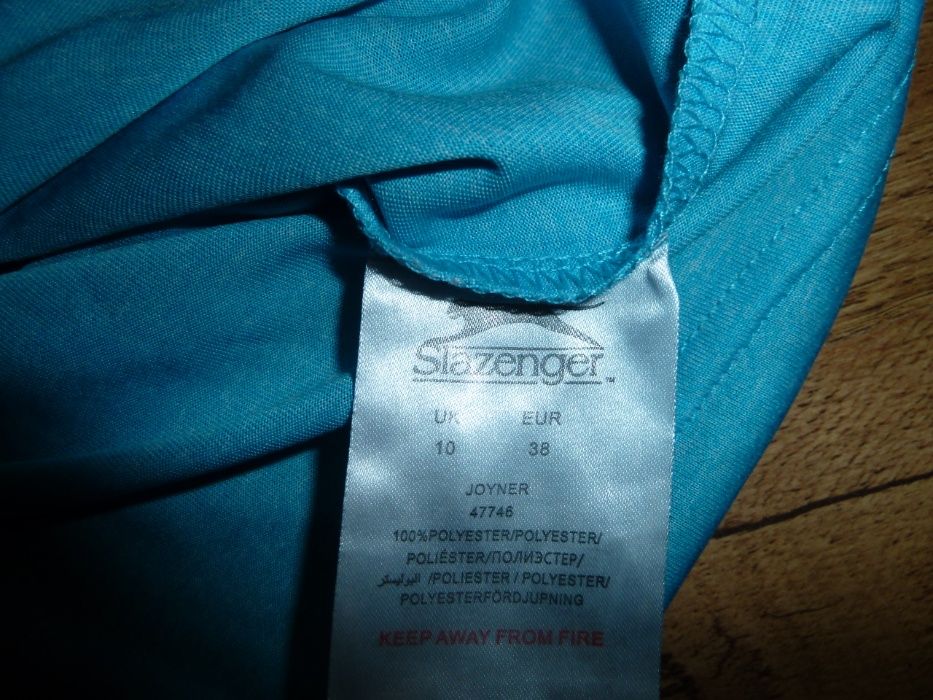 Slazenger™
UK EUR
10 38
JOYNER
47746
100%POLYESTER/POLYESTER/
POLIÉSTER/ПОЛИЭСТЕР/
البوليستر /POLIESTER / POLYESTER/
POLYESTERFÖRDJUPNING
KEEP AWAY FROM FIRE